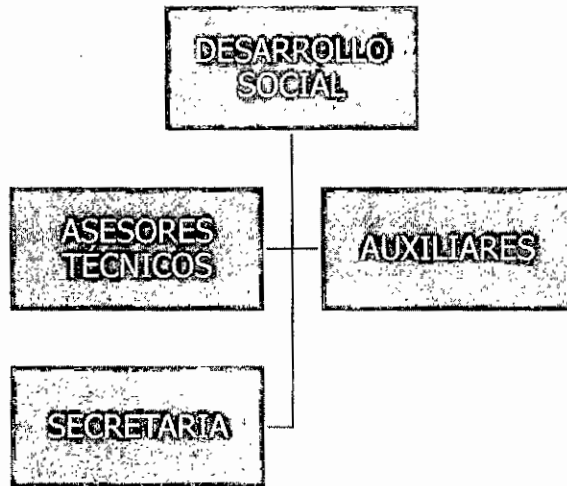 DESARROLLO
SOCIAL
ASESORES
TECNICOS
AUXILIARES
SECRETARIA